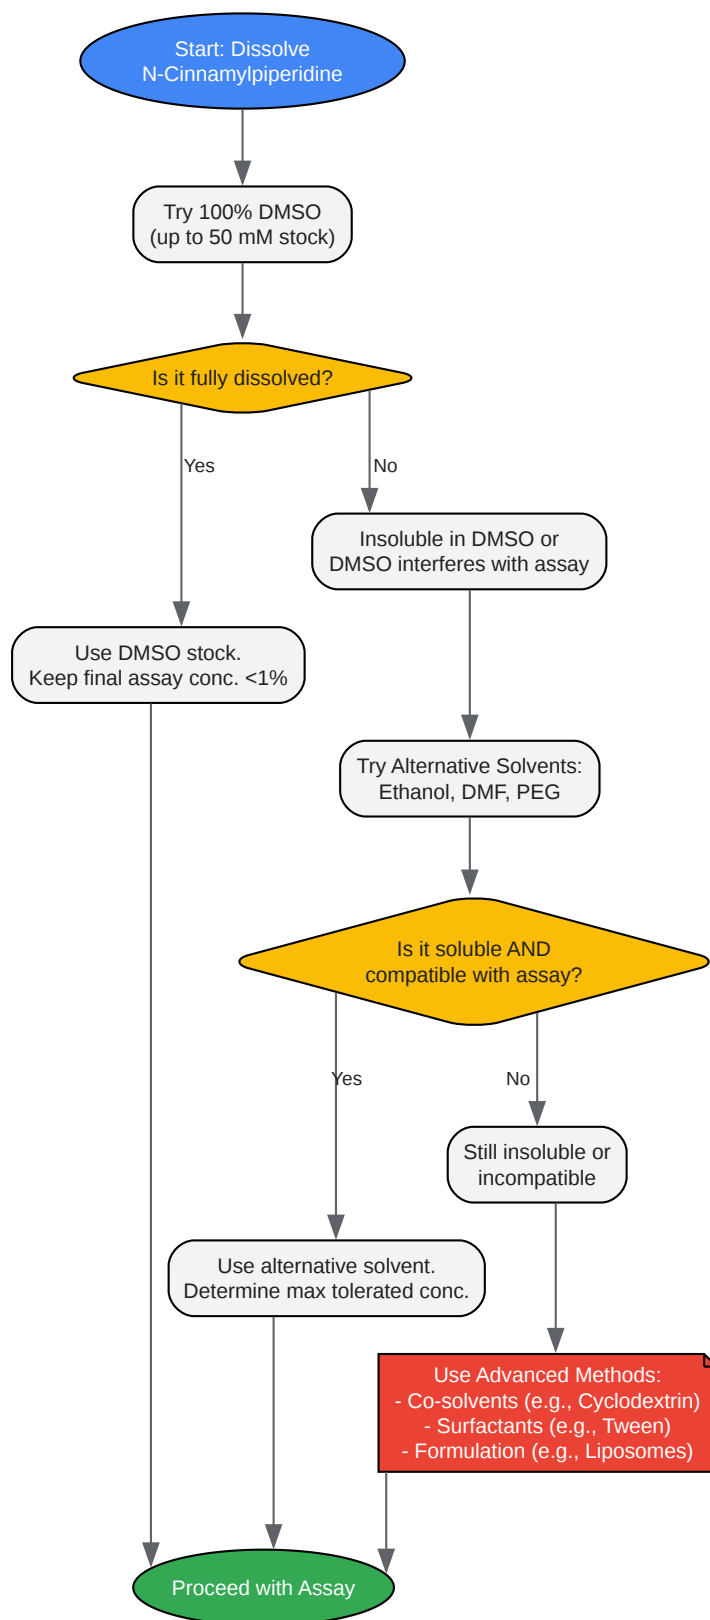 Start: Dissolve
N-Cinnamylpiperidine
Try 100% DMSO
(up to 50 mM stock)
Is it fully dissolved?
Yes
No
Insoluble in DMSO or
DMSO interferes with assay
Use DMSO stock.
Keep final assay conc. <1%
Try Alternative Solvents:
Ethanol, DMF, PEG
Is it soluble AND
compatible with assay?
Yes
No
Still insoluble or
incompatible
Use alternative solvent.
Determine max tolerated conc.
Use Advanced Methods:
- Co-solvents (e.g., Cyclodextrin)
- Surfactants (e.g., Tween)
- Formulation (e.g., Liposomes)
Proceed with Assay